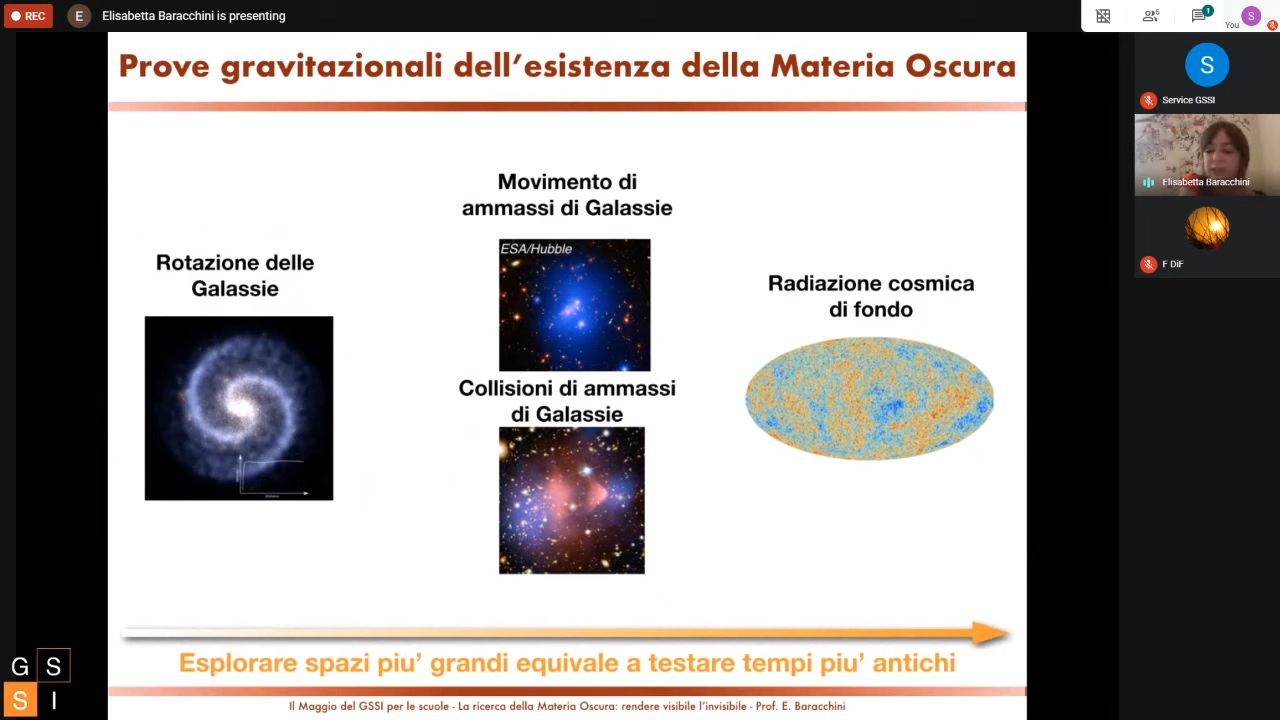 REC
E
Elisabetta Baracchini is presenting
6
1
You
S
Prove gravitazionali dell’esistenza della Materia Oscura
S
Service GSSI
Elisabetta Baracchini
F DiF
Movimento di
ammassi di Galassie
ESA/Hubble
Rotazione delle
Galassie
Collisioni di ammassi
di Galassie
Radiazione cosmica
di fondo
Esplorare spazi piu’ grandi equivale a testare tempi piu’ antichi
G S
S I
Il Maggio del GSSI per le scuole - La ricerca della Materia Oscura: rendere visibile l’invisibile - Prof. E. Baracchini